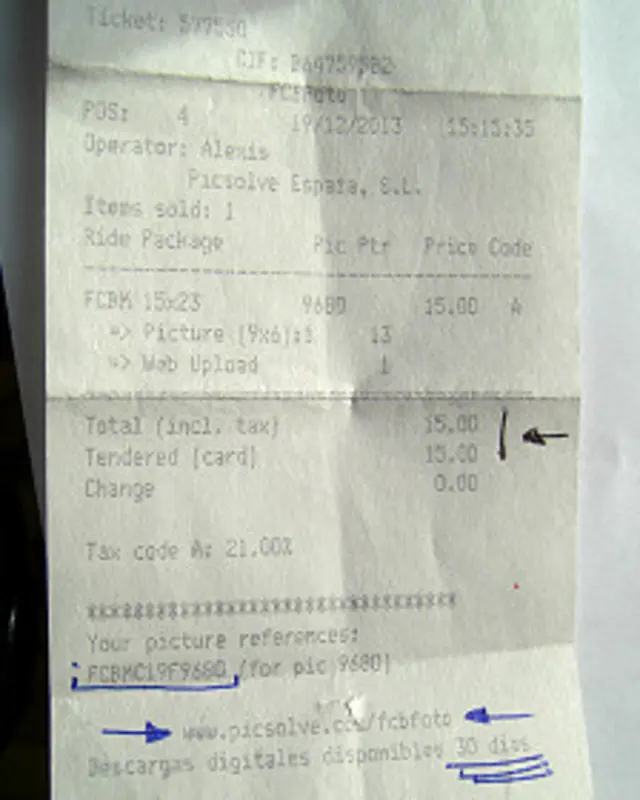 Ticket: 597560
CIF: B64759582
FCBFoto
POS: 4 19/12/2013 15:15:35
Operator: Alexis
Picsolve España, S.L.
Items sold: 1
Ride Package Pic Ptr Price Code
--------------------------------
FCBM 15x23 9680 15.00 A
=> Picture (9x6):1 13
=> Web Upload 1
Total (incl. tax) 15.00
Tendered (card) 15.00
Change 0.00
Tax code A: 21.00%
********************************
Your picture references:
FCBMC19F9680 (for pic 9680)
www.picsolve.com/fcbfoto
Descargas digitales disponibles 30 dias